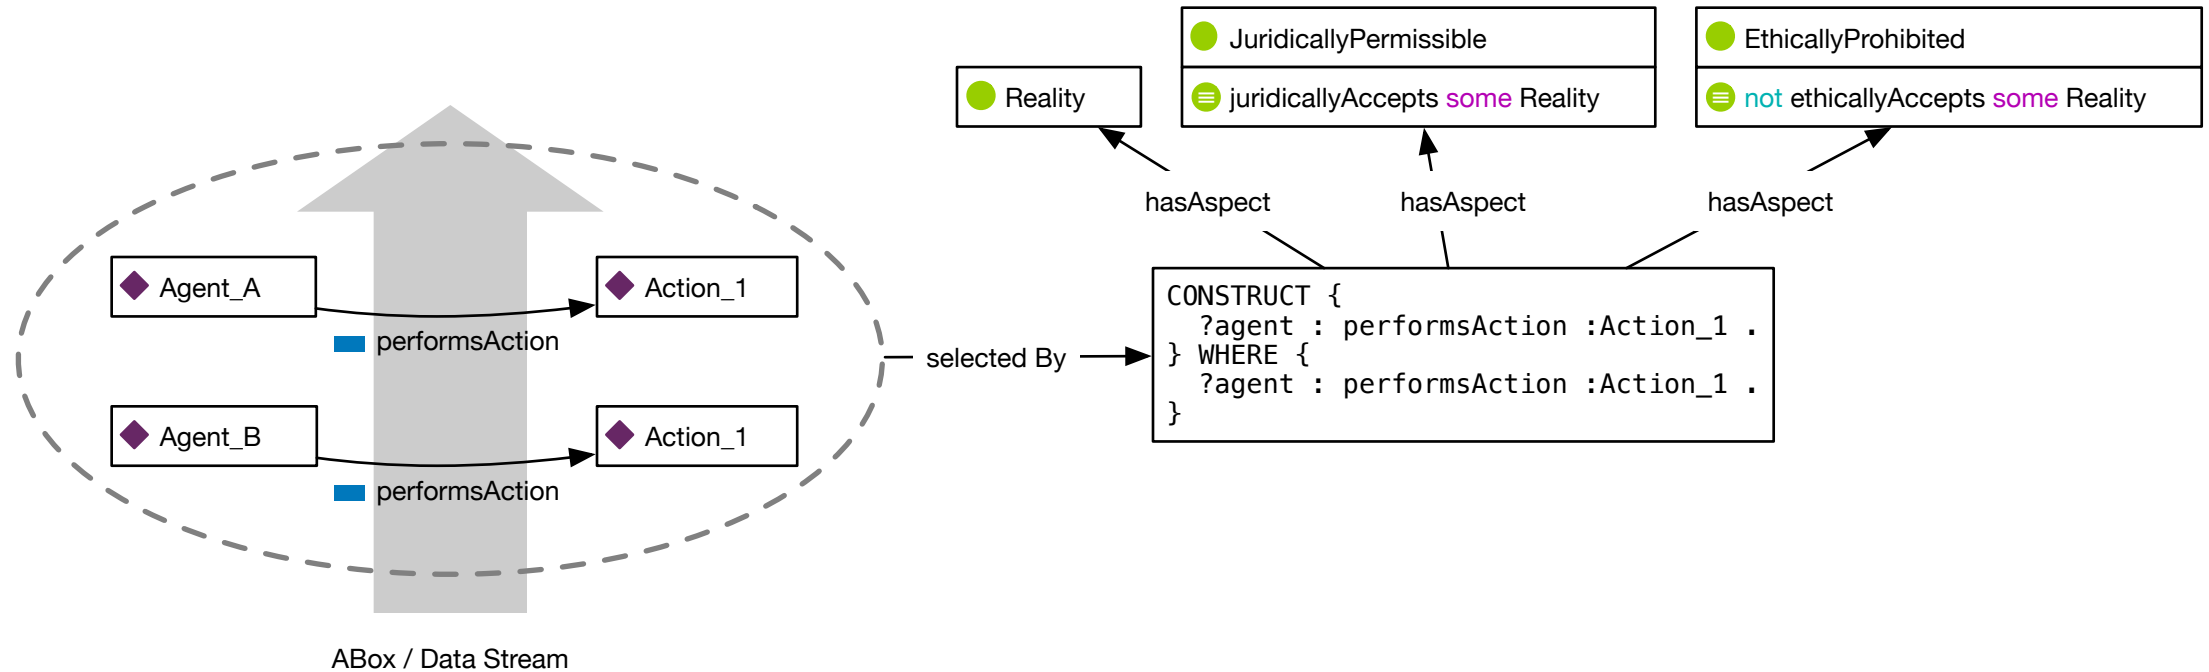 JuridicallyPermissible
EthicallyProhibited
Reality
juridicallyAccepts some Reality
not ethicallyAccepts some Reality
hasAspect
hasAspect
hasAspect
Agent_A
Action_1
performsAction
Agent_B
Action_1
performsAction
selected By
CONSTRUCT {
?agent : performsAction :Action_1 .
} WHERE {
?agent : performsAction :Action_1 .
}
ABox / Data Stream